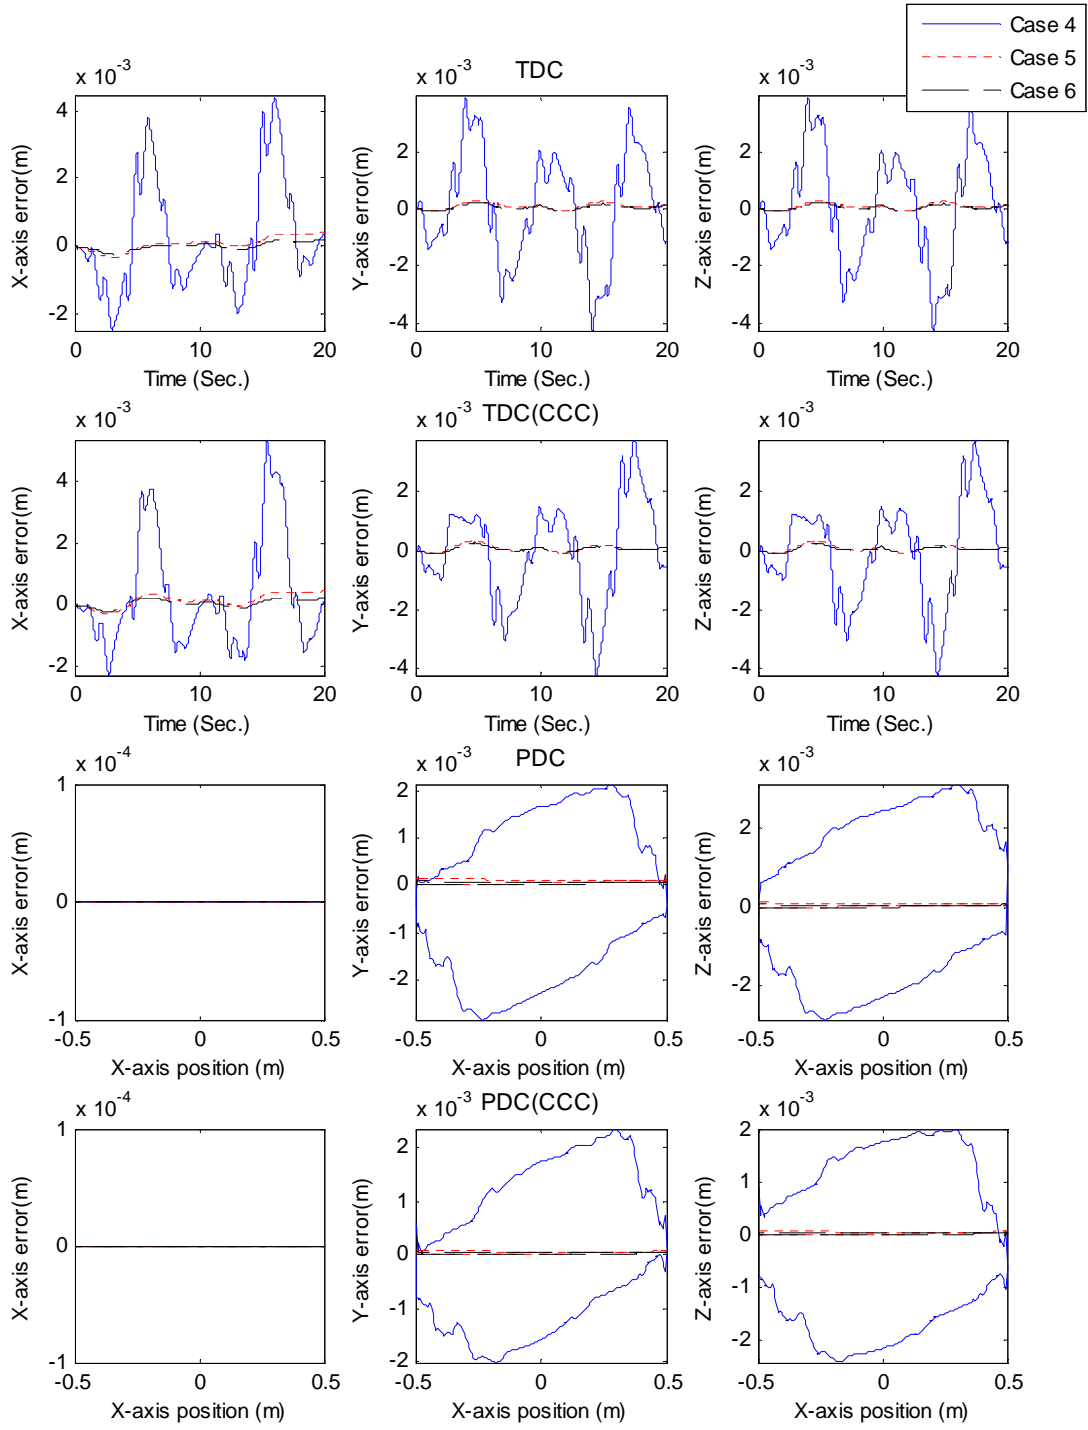 Case 4
Case 5
Case 6
TDC
x 10-3
x 10-3
x 10-3
X-axis error(m)
4
2
0
-2
0
10
20
Time (Sec.)
Y-axis error(m)
2
0
-2
-4
0
10
20
Time (Sec.)
Z-axis error(m)
2
0
-2
-4
0
10
20
Time (Sec.)
TDC(CCC)
x 10-3
x 10-3
x 10-3
X-axis error(m)
4
2
0
-2
0
10
20
Time (Sec.)
Y-axis error(m)
2
0
-2
-4
0
10
20
Time (Sec.)
Z-axis error(m)
2
0
-2
-4
0
10
20
Time (Sec.)
PDC
x 10-4
x 10-3
x 10-3
X-axis error(m)
1
0
-1
-0.5
0
0.5
X-axis position (m)
Y-axis error(m)
2
1
0
-1
-2
-0.5
0
0.5
X-axis position (m)
Z-axis error(m)
2
0
-2
-0.5
0
0.5
X-axis position (m)
PDC(CCC)
x 10-4
x 10-3
x 10-3
X-axis error(m)
1
0
-1
-0.5
0
0.5
X-axis position (m)
Y-axis error(m)
2
1
0
-1
-2
-0.5
0
0.5
X-axis position (m)
Z-axis error(m)
2
1
0
-1
-2
-0.5
0
0.5
X-axis position (m)